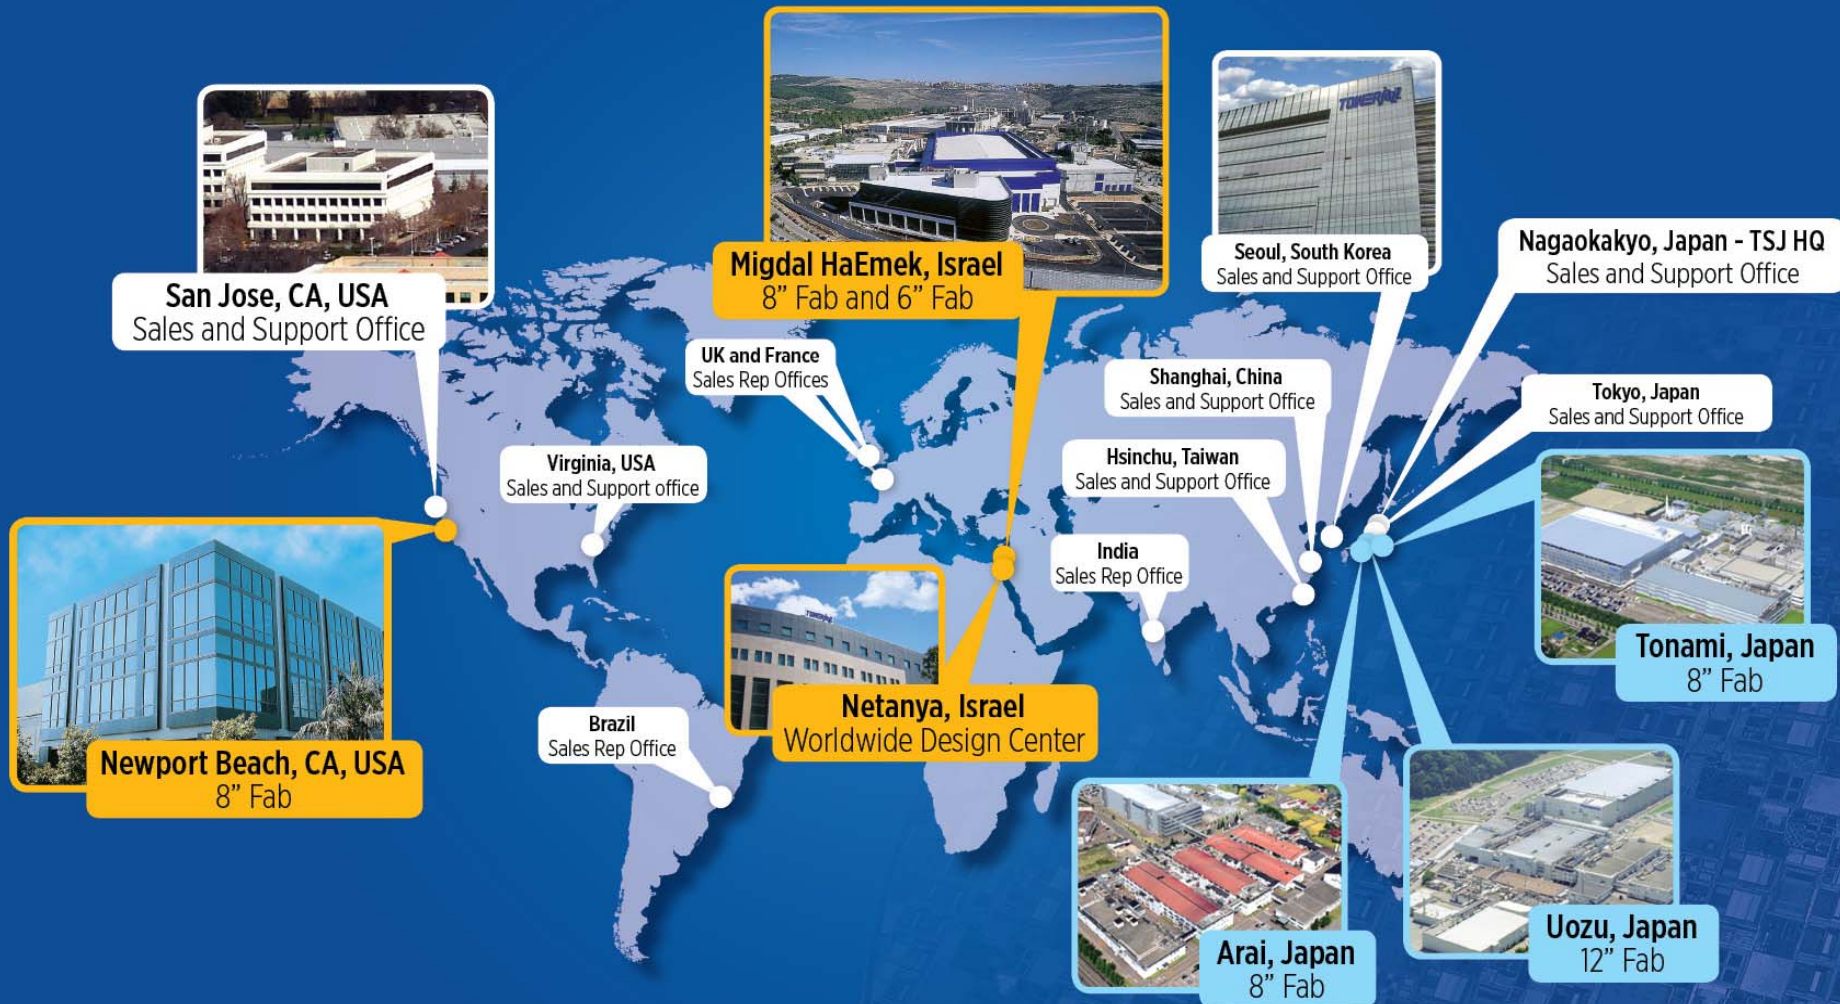 San Jose, CA, USA
Sales and Support Office
Migdal HaEmek, Israel
8” Fab and 6” Fab
TOWERJAZZ
Seoul, South Korea
Sales and Support Office
Nagaokakyo, Japan - TSJ HQ
Sales and Support Office
UK and France
Sales Rep Offices
Shanghai, China
Sales and Support Office
Tokyo, Japan
Sales and Support Office
Virginia, USA
Sales and Support office
Hsinchu, Taiwan
Sales and Support Office
India
Sales Rep Office
Tonami, Japan
8” Fab
Newport Beach, CA, USA
8” Fab
TOWERJAZZ
Netanya, Israel
Worldwide Design Center
Brazil
Sales Rep Office
Arai, Japan
8” Fab
Uozu, Japan
12” Fab